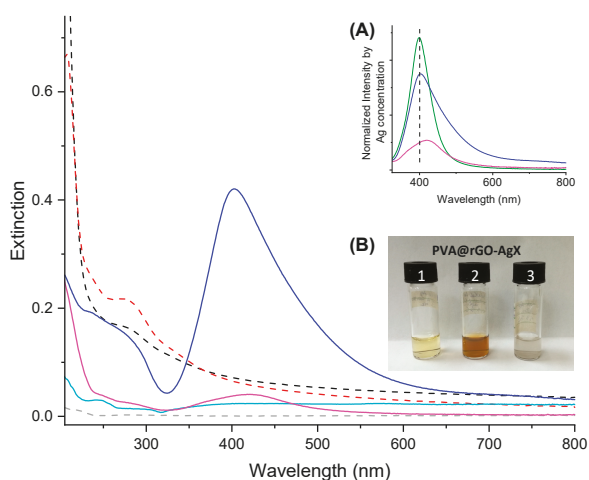 Extinction
0.6
0.4
0.2
0.0
300
400
500
600
700
800
Wavelength (nm)
(A)
Normalized Intensity by
Ag concentration
400
600
800
Wavelength (nm)
(B)
PVA@rGO-AgX
1
2
3